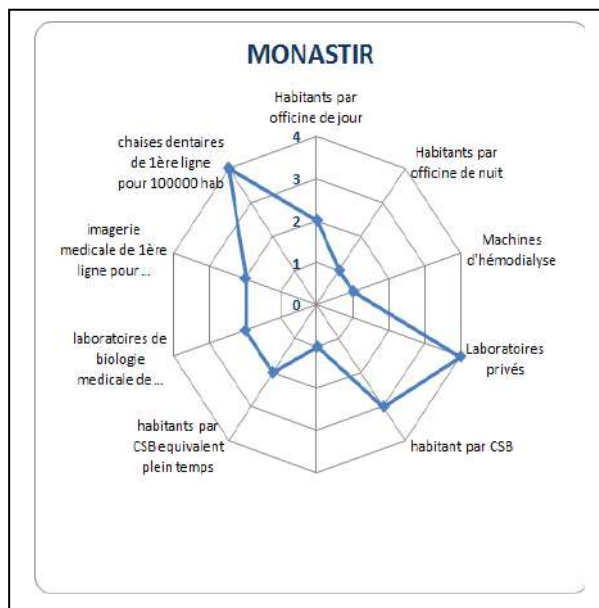 MONASTIR
Habitants par
officine de jour
Habitants par
officine de nuit
Machines
d'hémodialyse
Laboratoires
privés
habitant par CSB
habitants par
CSB equivalent
plein temps
laboratoires de
biologie
medicale de
...
imagerie
medicale de 1ère
ligne pour ...
chaises dentaires
de 1ère ligne
pour 100000 hab
4
3
2
1
0